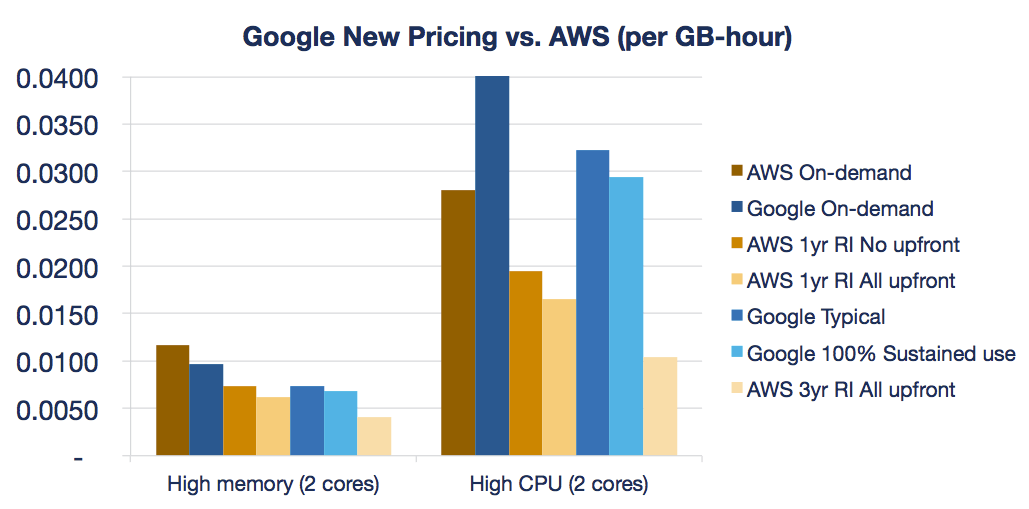 Google New Pricing vs. AWS (per GB-hour)
0.0400
0.0350
0.0300
0.0250
0.0200
0.0150
0.0100
0.0050
-
High memory (2 cores)
High CPU (2 cores)
AWS On-demand
Google On-demand
AWS 1yr RI No upfront
AWS 1yr RI All upfront
Google Typical
Google 100% Sustained use
AWS 3yr RI All upfront